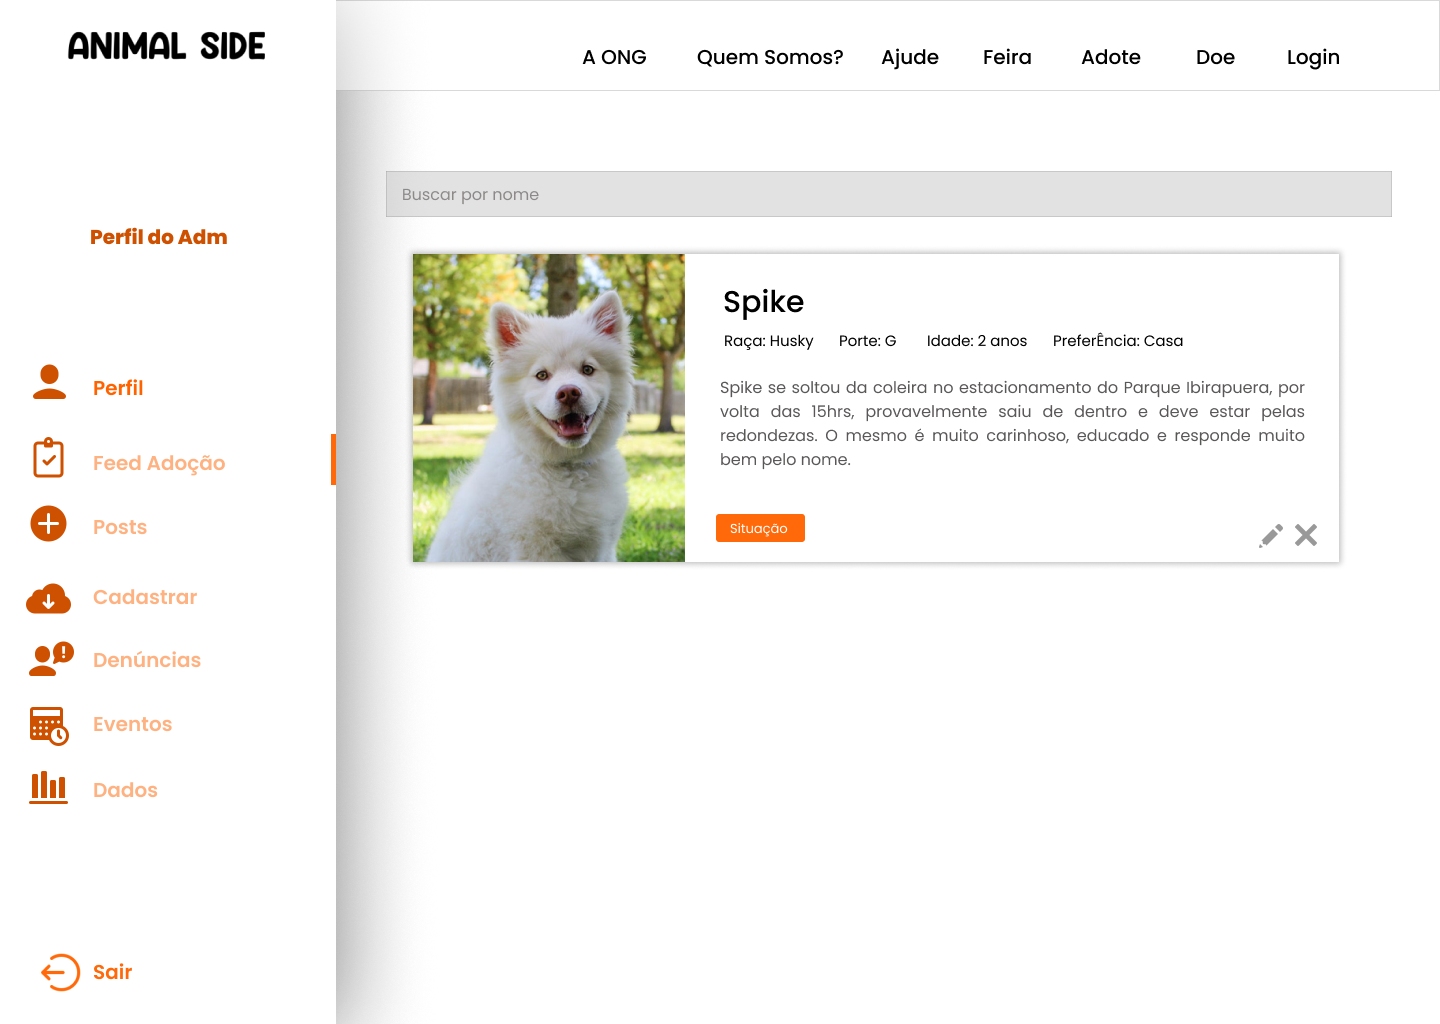 ANIMAL SIDE
A ONG Quem Somos? Ajude Feira Adote Doe Login
Buscar por nome
Perfil do Adm
Perfil
Feed Adoção
Posts
Cadastrar
Denúncias
Eventos
Dados
Sair
Spike
Raça: Husky Porte: G Idade: 2 anos PreferÊncia: Casa
Spike se soltou da coleira no estacionamento do Parque Ibirapuera, por
volta das 15hrs, provavelmente saiu de dentro e deve estar pelas
redondezas. O mesmo é muito carinhoso, educado e responde muito
bem pelo nome.
Situação